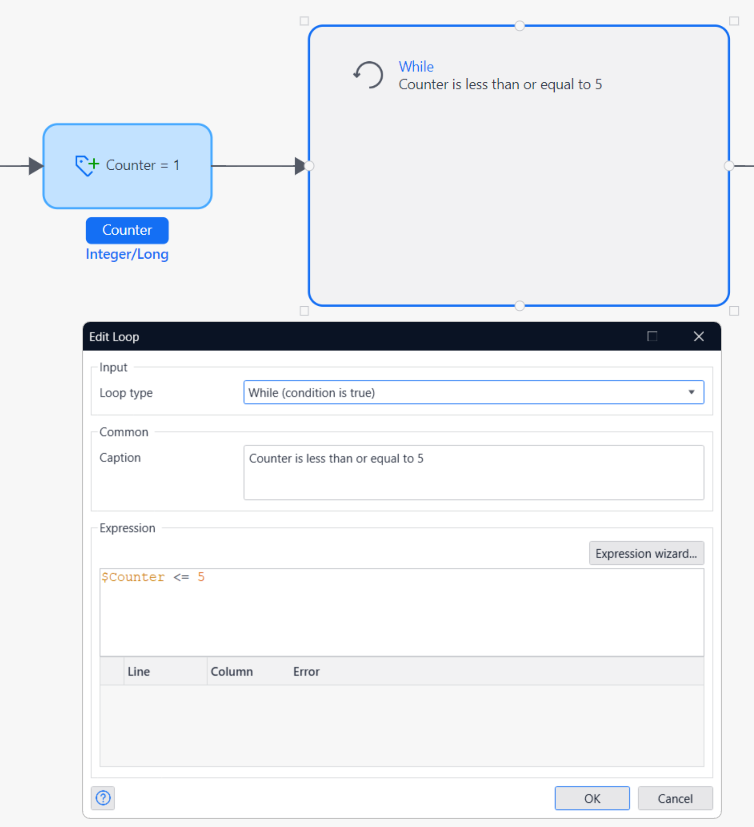 While
Counter is less than or equal to 5
Counter = 1
Counter
Integer/Long
Edit Loop
Input
Loop type
While (condition is true)
Common
Caption
Counter is less than or equal to 5
Expression
Expression wizard...
$Counter <= 5
Line Column Error
OK Cancel